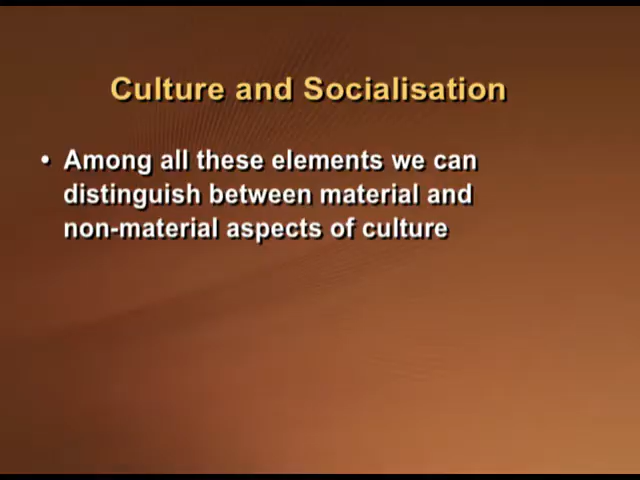 Culture and Socialisation
• Among all these elements we can
distinguish between material and
non-material aspects of culture